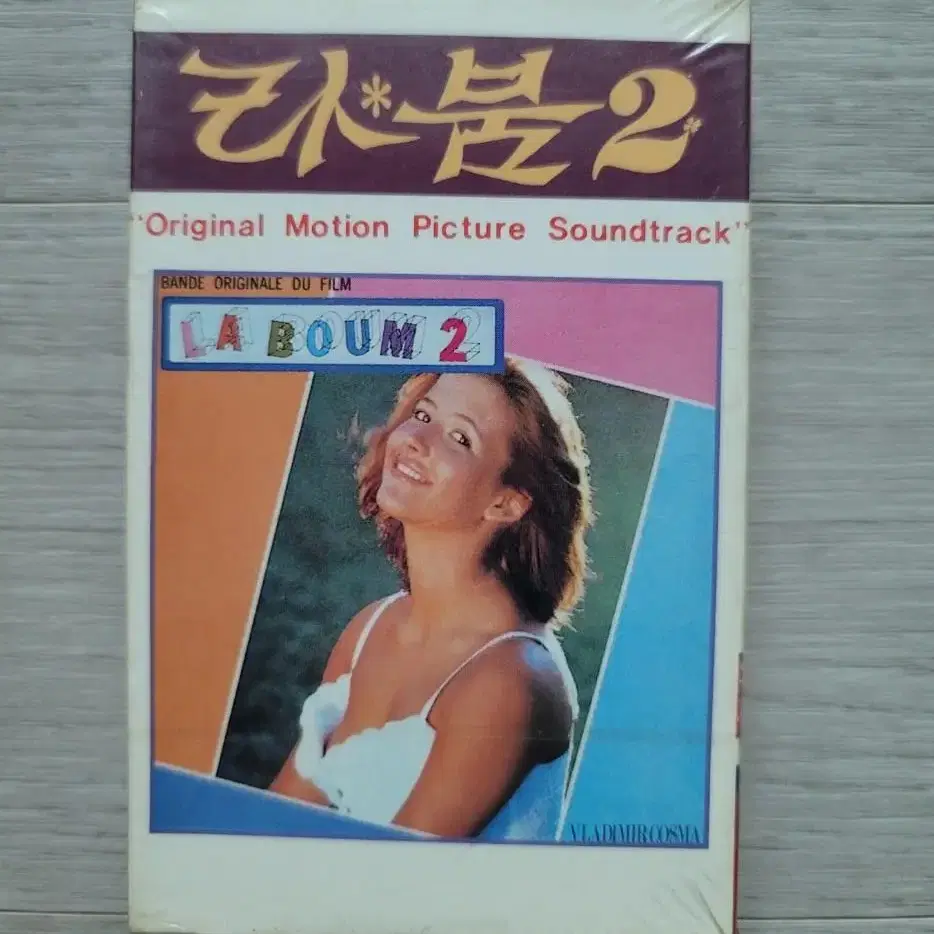 라*붐2
"Original Motion Picture Soundtrack"
BANDE ORIGINALE DU FILM
LA BOUM 2
VLADIMIR COSMA